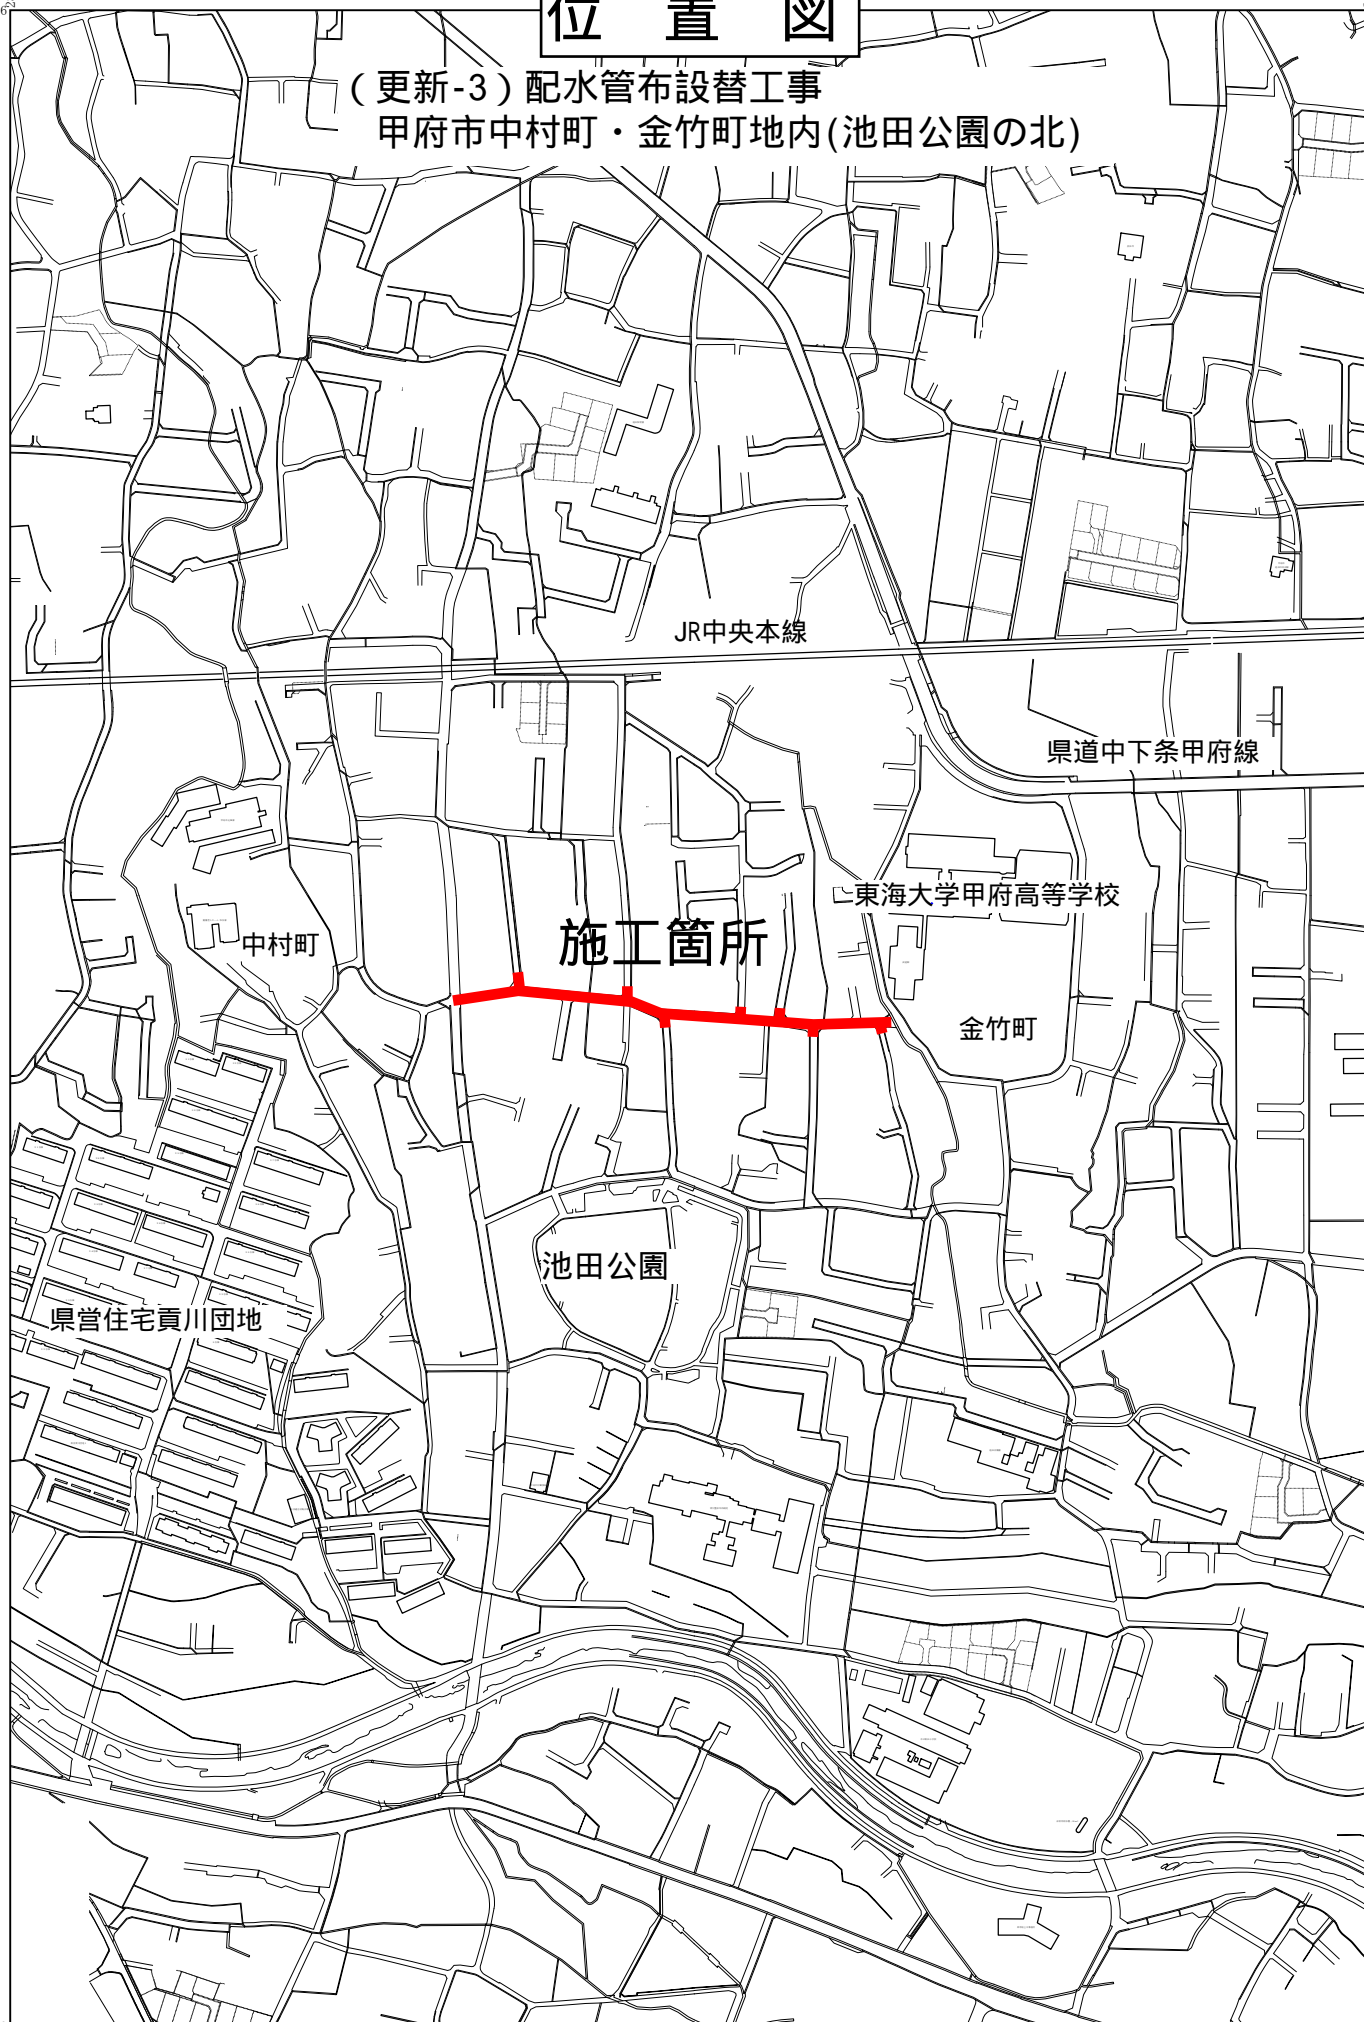 位 置 図
（更新-3）配水管布設替工事
甲府市中村町・金竹町地内(池田公園の北)
JR中央本線
県道中下条甲府線
東海大学甲府高等学校
施工箇所
中村町
金竹町
池田公園
県営住宅貢川団地